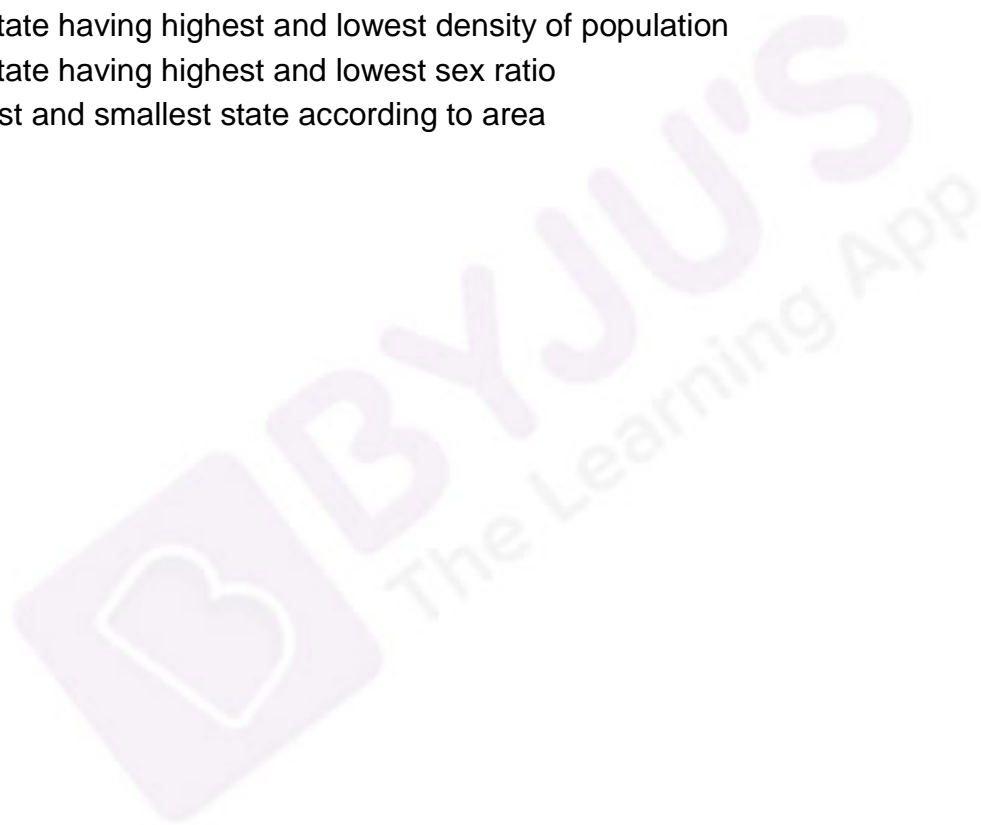 tate having highest and lowest density of population
tate having highest and lowest sex ratio
st and smallest state according to area
BYJU'S
The Learning App